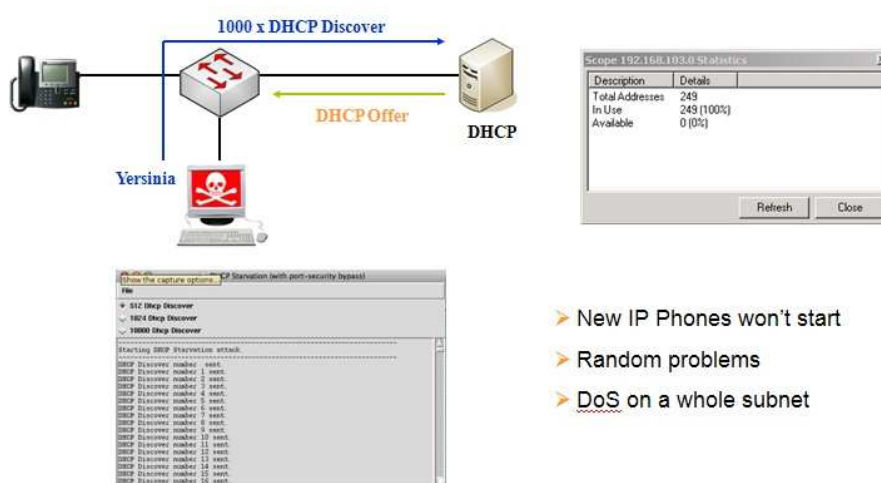 1000 x DHCP Discover
DHCP Offer
DHCP
Yersinia
Scope 192.168.103.0 Statistics
Description Details
Total Addresses 249
In Use 249 (100%)
Available 0 (0%)
Refresh Close
Show the capture options... CP Starvation (with port-security bypass)
File
512 Dhcp Discover
1024 Dhcp Discover
10000 Dhcp Discover
Starting DHCP Starvation attack.
DHCP Discover number sent.
DHCP Discover number 1 sent.
DHCP Discover number 2 sent.
DHCP Discover number 3 sent.
DHCP Discover number 4 sent.
DHCP Discover number 5 sent.
DHCP Discover number 6 sent.
DHCP Discover number 7 sent.
DHCP Discover number 8 sent.
DHCP Discover number 9 sent.
DHCP Discover number 10 sent.
DHCP Discover number 11 sent.
DHCP Discover number 12 sent.
DHCP Discover number 13 sent.
DHCP Discover number 14 sent.
DHCP Discover number 15 sent.
DHCP Discover number 16 sent.
New IP Phones won't start
Random problems
DoS on a whole subnet